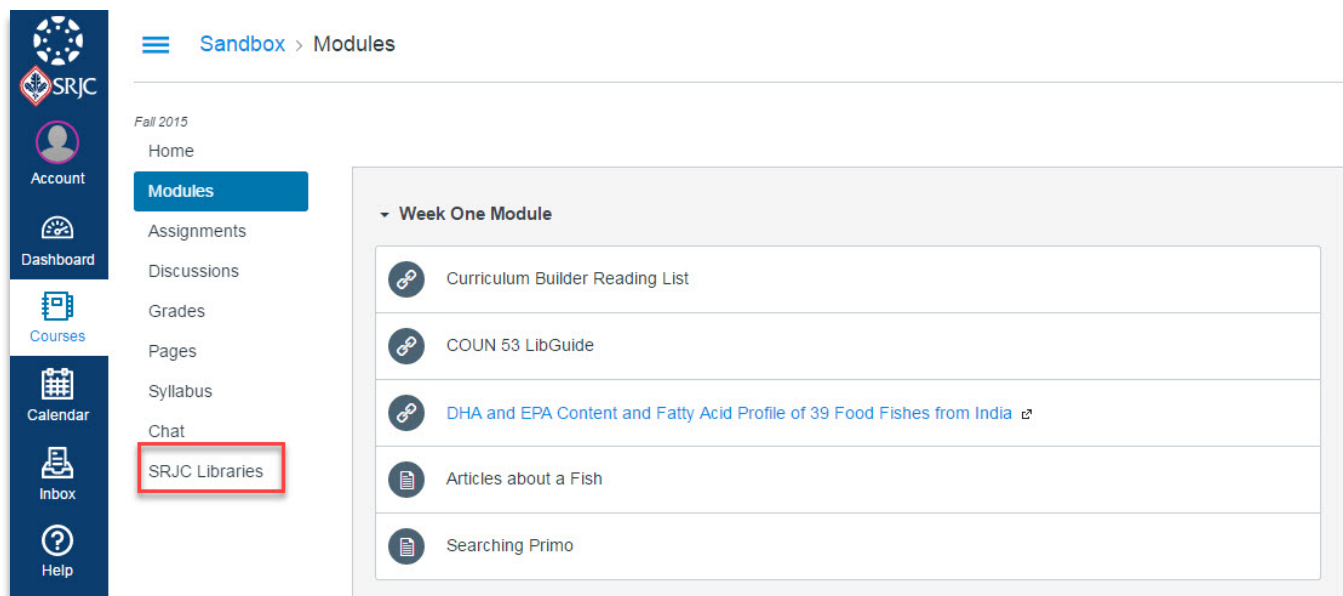 SRJC
Account
Dashboard
Courses
Calendar
Inbox
Help
Sandbox > Modules
Fall 2015
Home
Modules
Assignments
Discussions
Grades
Pages
Syllabus
Chat
SRJC Libraries
Week One Module
Curriculum Builder Reading List
COUN 53 LibGuide
DHA and EPA Content and Fatty Acid Profile of 39 Food Fishes from India
Articles about a Fish
Searching Primo